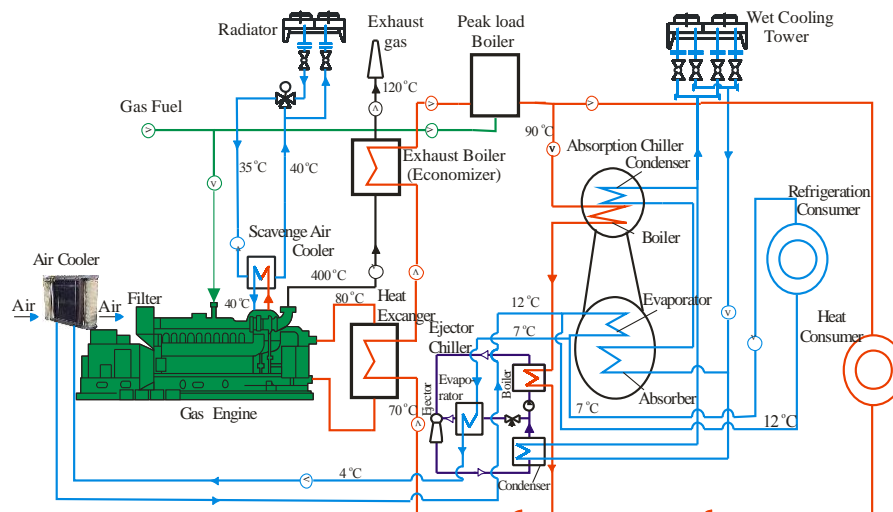 Radiator
Exhaust
gas
Peak load
Boiler
Wet Cooling
Tower
120°C
Gas Fuel
90°C
Absorption Chiller
Condenser
35°C
40°C
Exhaust Boiler
(Economizer)
Refrigeration
Consumer
Scavenge Air
Cooler
Boiler
Air Cooler
400°C
Air
Air
Filter
40°C
80°C
Heat
Excanger
12°C
Evaporator
Ejector
Chiller
7°C
Heat
Consumer
Boiler
Evapo-
rator
Ejector
Absorber
7°C
Gas Engine
70°C
12°C
4°C
Condenser